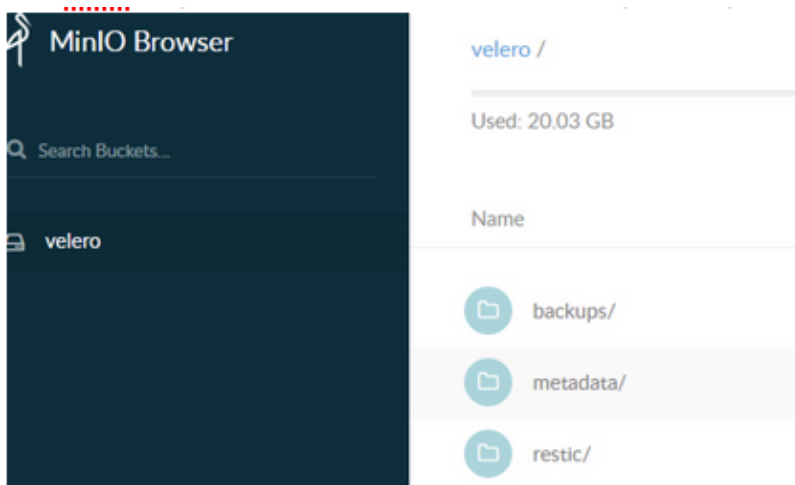 MinIO Browser
Search Buckets...
velero
velero /
Used: 20.03 GB
Name
backups/
metadata/
restic/